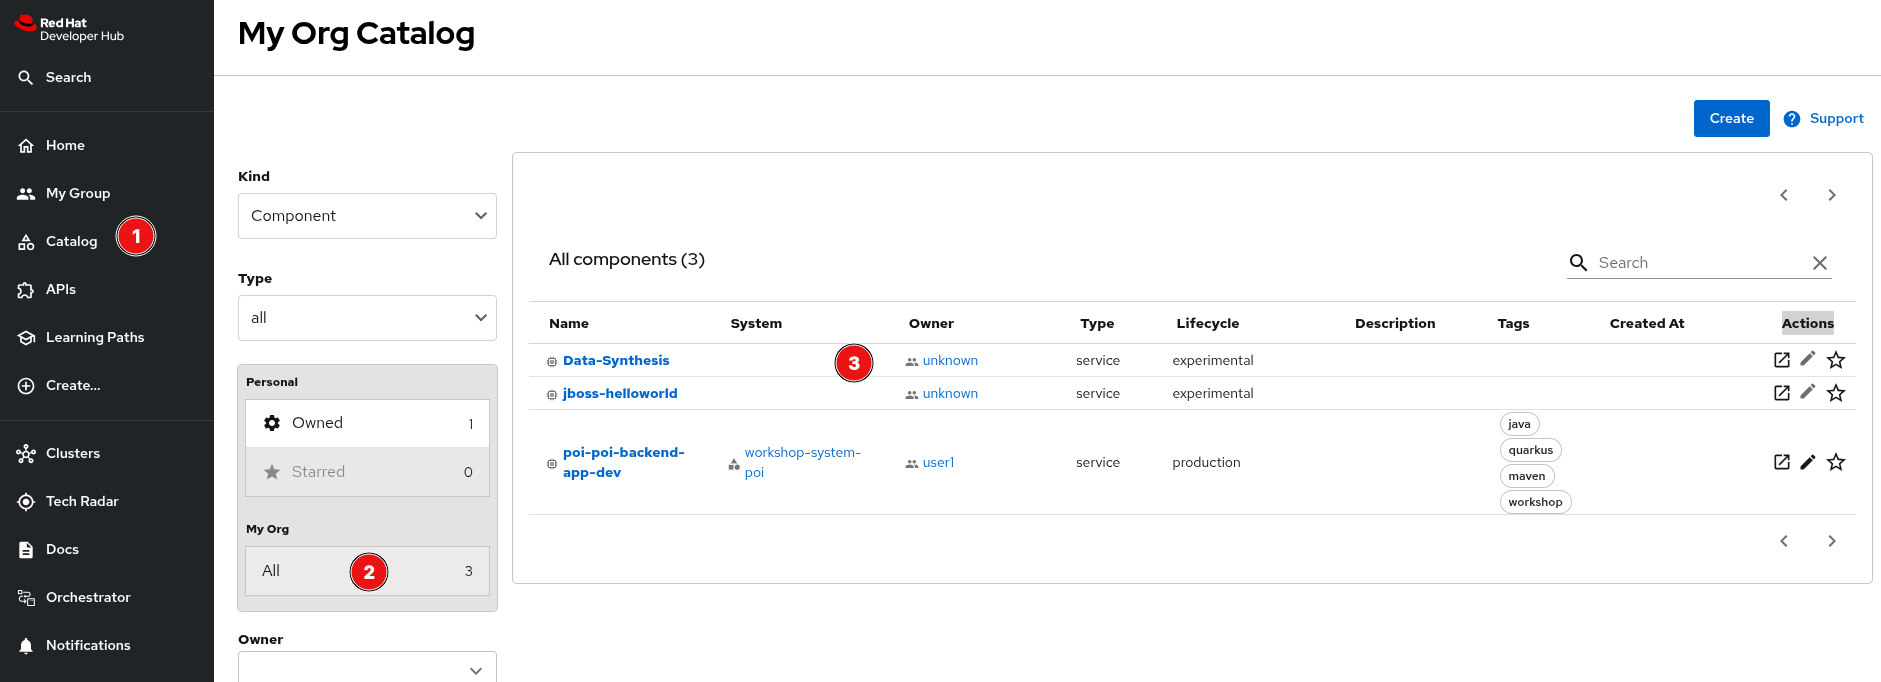 Red Hat
Developer Hub
Search
Home
My Group
Catalog
1
APIs
Learning Paths
Create...
Clusters
Tech Radar
Docs
Orchestrator
Notifications
My Org Catalog
Create
? Support
Kind
Component
Type
all
Personal
Owned 1
Starred 0
My Org
All 2 3
Owner
All components (3)
Search
Name System Owner Type Lifecycle Description Tags Created At Actions
Data-Synthesis 3 unknown service experimental
jboss-helloworld unknown service experimental
poi-poi-backend-
app-dev
workshop-system-
poi
user1 service production
java
quarkus
maven
workshop